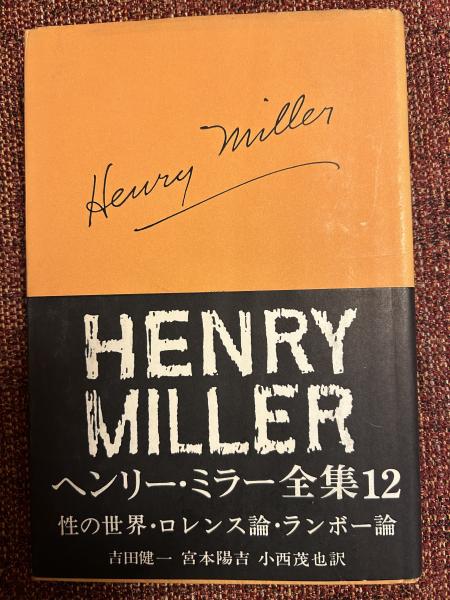 Henry Miller
HENRY
MILLER
ヘンリー・ミラー全集12
性の世界・ロレンス論・ランボー論
吉田健一 宮本陽吉 小西茂也訳